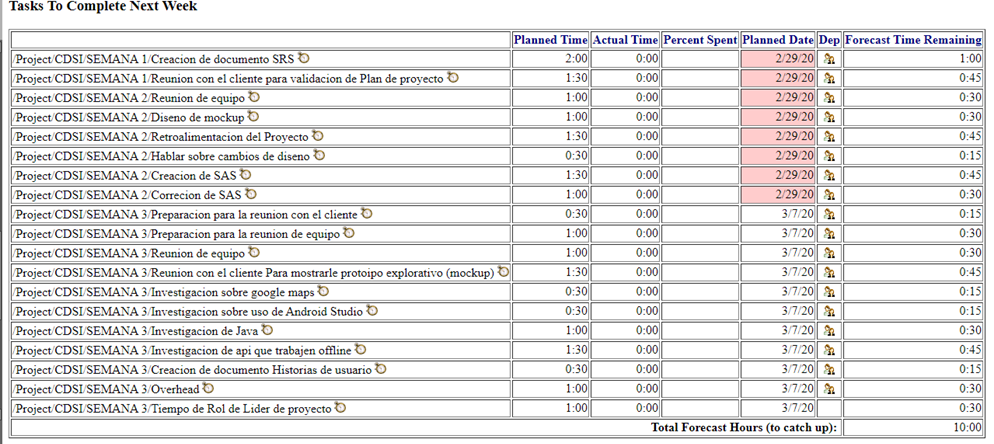 Tasks To Complete Next Week
Planned Time Actual Time Percent Spent Planned Date Dep Forecast Time Remaining
/Project/CDSI/SEMANA 1/Creacion de documento SRS 2:00 0:00 2/29/20 1:00
/Project/CDSI/SEMANA 1/Reunion con el cliente para validacion de Plan de proyecto 1:30 0:00 2/29/20 0:45
/Project/CDSI/SEMANA 2/Reunion de equipo 1:00 0:00 2/29/20 0:30
/Project/CDSI/SEMANA 2/Diseno de mockup 1:00 0:00 2/29/20 0:30
/Project/CDSI/SEMANA 2/Retroalimentacion del Proyecto 1:30 0:00 2/29/20 0:45
/Project/CDSI/SEMANA 2/Hablar sobre cambios de diseno 0:30 0:00 2/29/20 0:15
/Project/CDSI/SEMANA 2/Creacion de SAS 1:30 0:00 2/29/20 0:45
/Project/CDSI/SEMANA 2/Correcion de SAS 1:00 0:00 2/29/20 0:30
/Project/CDSI/SEMANA 3/Preparacion para la reunion con el cliente 0:30 0:00 3/7/20 0:15
/Project/CDSI/SEMANA 3/Preparacion para la reunion de equipo 1:00 0:00 3/7/20 0:30
/Project/CDSI/SEMANA 3/Reunion de equipo 1:00 0:00 3/7/20 0:30
/Project/CDSI/SEMANA 3/Reunion con el cliente Para mostrarle protoipo explorativo (mockup) 1:30 0:00 3/7/20 0:45
/Project/CDSI/SEMANA 3/Investigacion sobre google maps 0:30 0:00 3/7/20 0:15
/Project/CDSI/SEMANA 3/Investigacion sobre uso de Android Studio 0:30 0:00 3/7/20 0:15
/Project/CDSI/SEMANA 3/Investigacion de Java 1:00 0:00 3/7/20 0:30
/Project/CDSI/SEMANA 3/Investigacion de api que trabajen offline 1:30 0:00 3/7/20 0:45
/Project/CDSI/SEMANA 3/Creacion de documento Historias de usuario 0:30 0:00 3/7/20 0:15
/Project/CDSI/SEMANA 3/Overhead 1:00 0:00 3/7/20 0:30
/Project/CDSI/SEMANA 3/Tiempo de Rol de Lider de proyecto 1:00 0:00 3/7/20 0:30
Total Forecast Hours (to catch up): 10:00